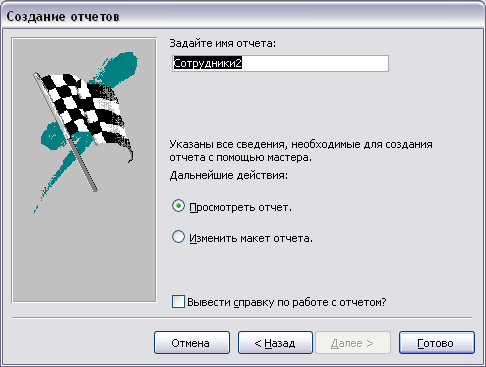 Создание отчетов
Задайте имя отчета:
Сотрудники2
Указаны все сведения, необходимые для создания
отчета с помощью мастера.
Дальнейшие действия:
Просмотреть отчет.
Изменить макет отчета.
Вывести справку по работе с отчетом?
Отмена
< Назад
Далее >
Готово